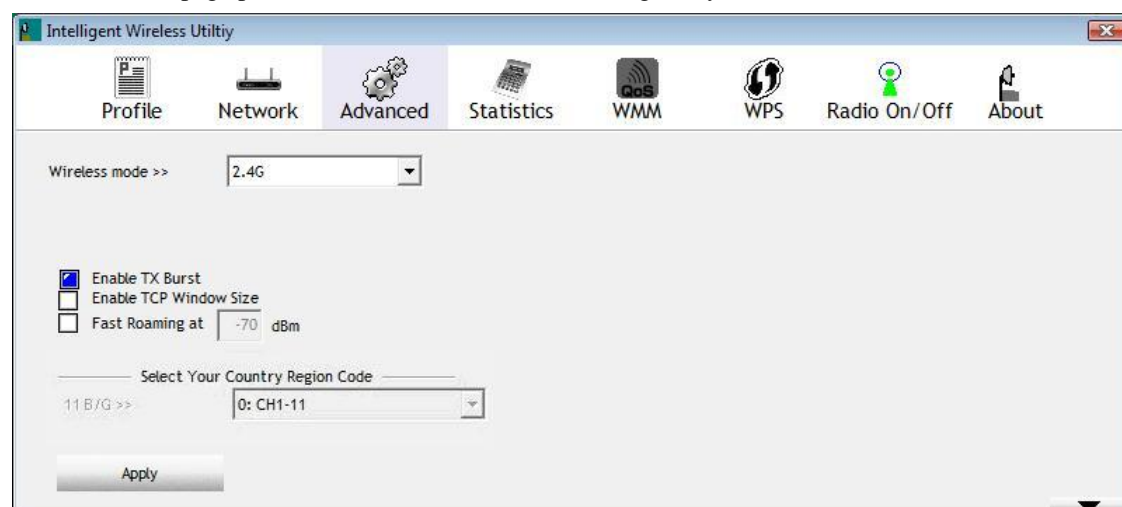 Intelligent Wireless Utiltiy
P
QoS
Profile Network Advanced Statistics WMM WPS Radio On/Off About
Wireless mode >> 2.4G
Enable TX Burst
Enable TCP Window Size
Fast Roaming at -70 dBm
Select Your Country Region Code
11 B/G >> 0: CH1-11
Apply